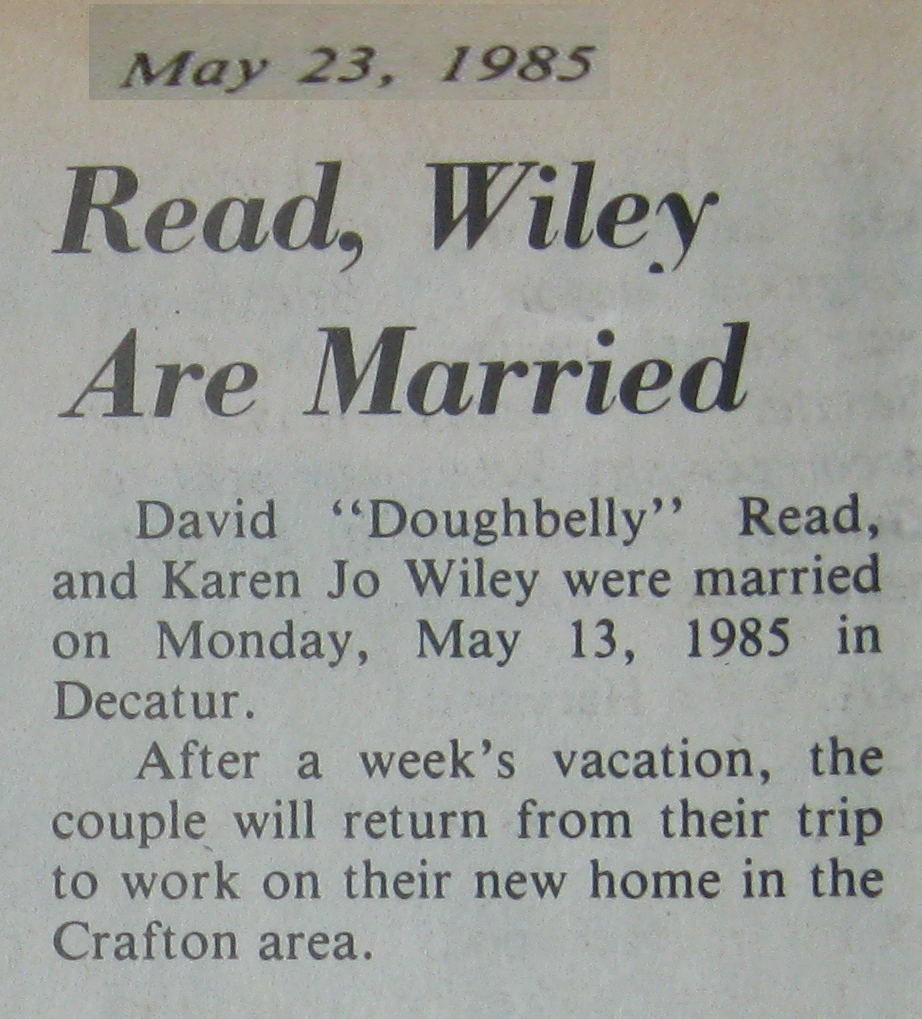 May 23, 1985
Read, Wiley
Are Married
David "Doughbelly" Read,
and Karen Jo Wiley were married
on Monday, May 13, 1985 in
Decatur.
After a week's vacation, the
couple will return from their trip
to work on their new home in the
Crafton area.